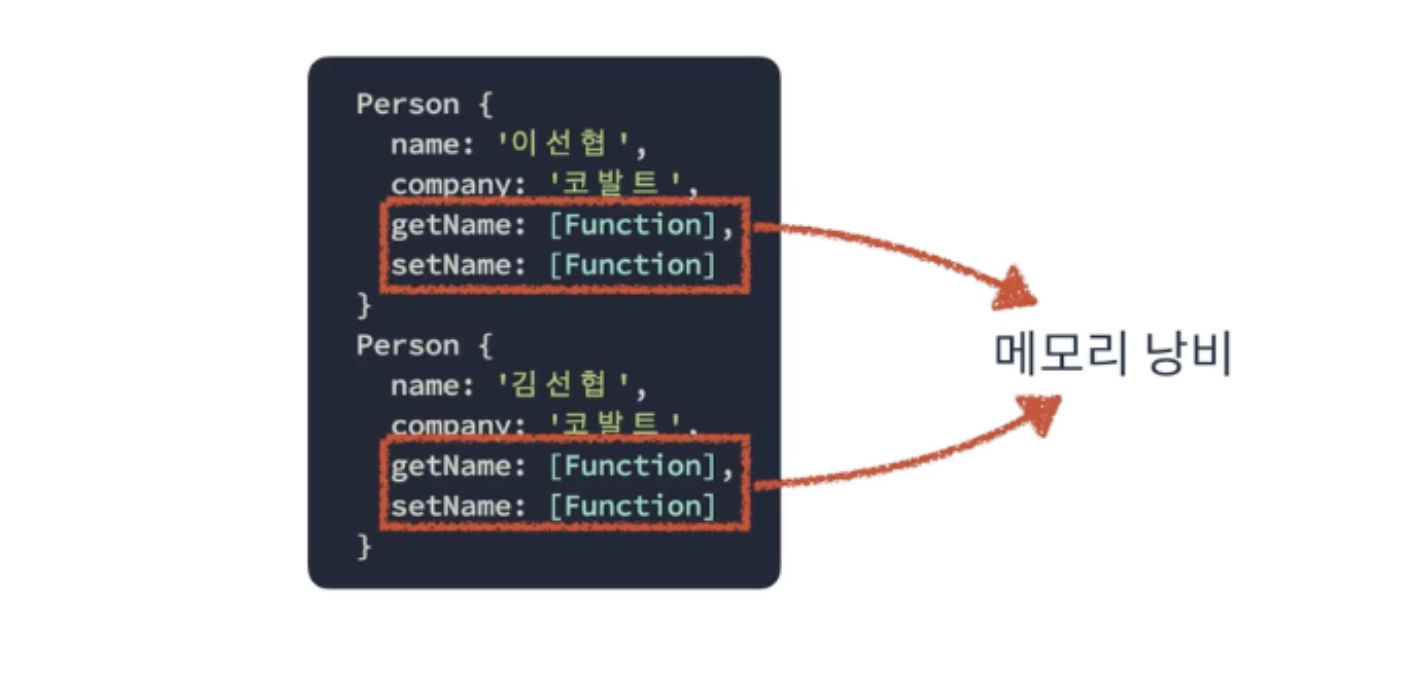 Person {
name: '이선협',
company: '코발트',
getName: [Function],
setName: [Function]
}
메모리 낭비
Person {
name: '김선협',
company: '코발트',
getName: [Function],
setName: [Function]
}